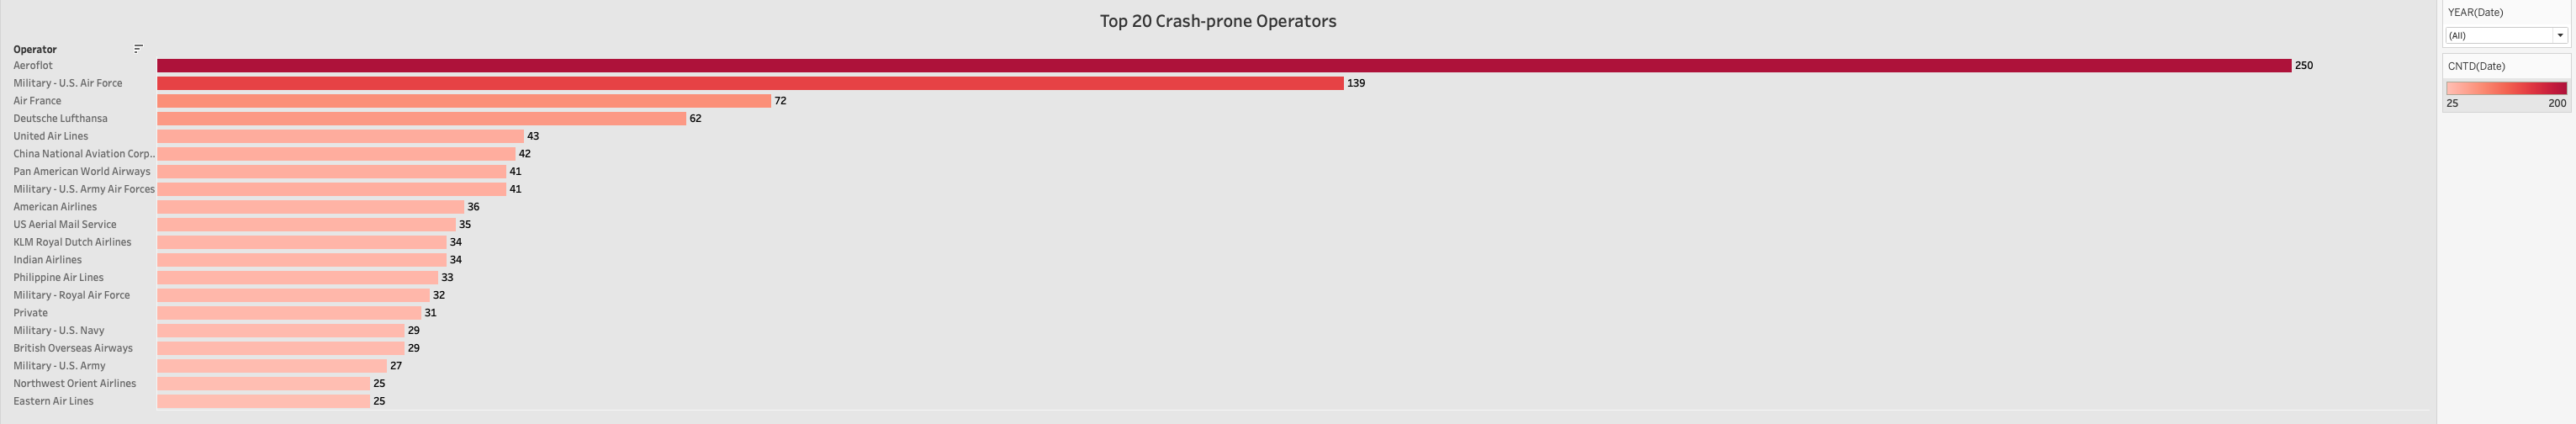 Top 20 Crash-prone Operators
Operator
Aeroflot 250
Military - U.S. Air Force 139
Air France 72
Deutsche Lufthansa 62
United Air Lines 43
China National Aviation Corp.. 42
Pan American World Airways 41
Military - U.S. Army Air Forces 41
American Airlines 36
US Aerial Mail Service 35
KLM Royal Dutch Airlines 34
Indian Airlines 34
Philippine Air Lines 33
Military - Royal Air Force 32
Private 31
Military - U.S. Navy 29
British Overseas Airways 29
Military - U.S. Army 27
Northwest Orient Airlines 25
Eastern Air Lines 25
YEAR(Date)
(All)
CNTD(Date)
25 200